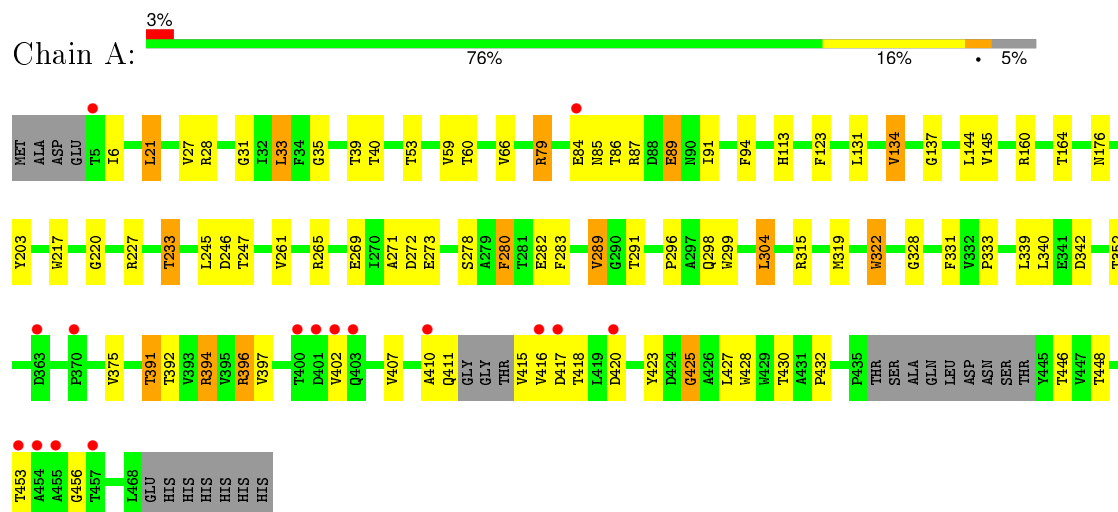 3%
Chain A:
76% 16% • 5%
MET ALA ASP GLU T5 I6 L21 V27 R28 G31 I32 L33 F34 G35 T39 T40 T53 V59 T60 V66 R79 E84 N85 T86 R87 D88 E89 N90 I91 F94 H113 F123 L131 V134 G137 L144 V145 R160 T164 N176
Y203 W217 G220 R227 T233 L245 D246 T247 V261 R265 E269 I270 A271 D272 E273 S278 A279 F280 T281 E282 F283 V289 G290 T291 P296 A297 Q298 W299 L304 R315 M319 W322 G328 F331 V332 P333 L339 L340 E341 D342 T352
D363 P370 V375 T391 T392 V393 R394 V395 R396 V397 T400 D401 V402 Q403 V407 A410 Q411 GLY GLY THR V415 V416 D417 T418 L419 D420 Y423 D424 G425 A426 L427 W428 W429 T430 A431 P432 P435 THR SER ALA GLN LEU ASP ASN SER THR Y445 T446 V447 T448
T453 A454 A455 G456 T457 L468 GLU HIS HIS HIS HIS HIS HIS